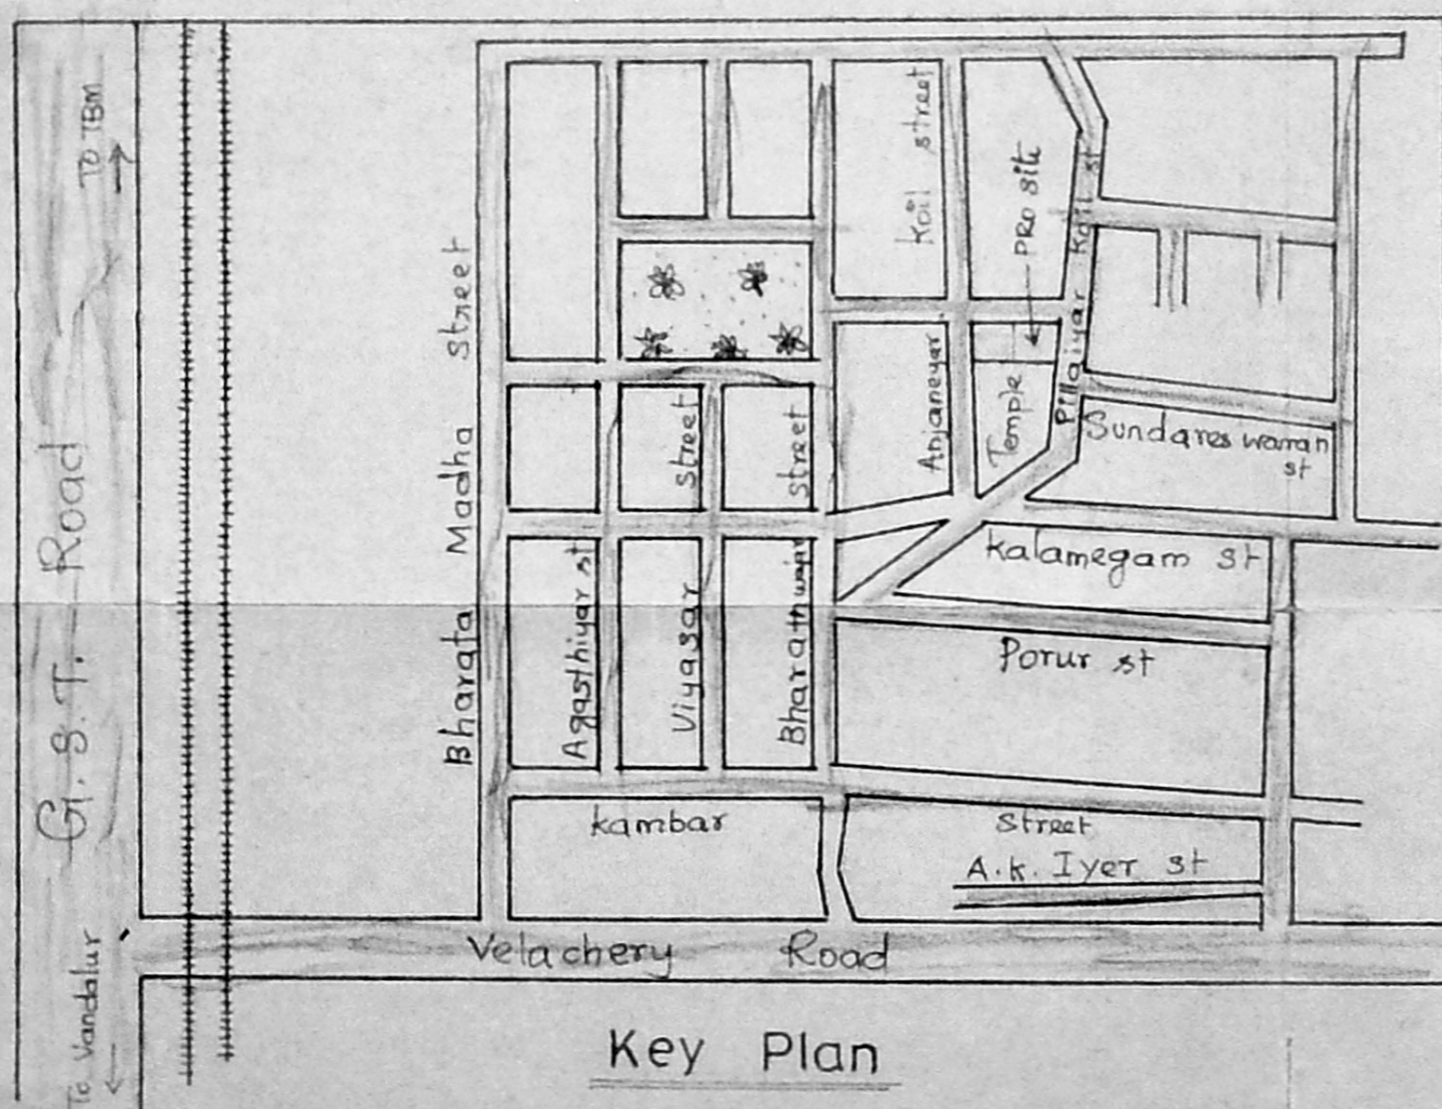 To TBM
G.S.T. Road
To Vandalur
Bharata Madha Street
Agasthiyar st
Viyasar street
Bharathwijar street
Anjaneyar Koil street
PRO Site
Temple
Pillaiyar Koil st
Sundareswaran
st
Kalamegam st
Porur st
Kambar Street
A.K. Iyer st
Velachery Road
Key Plan